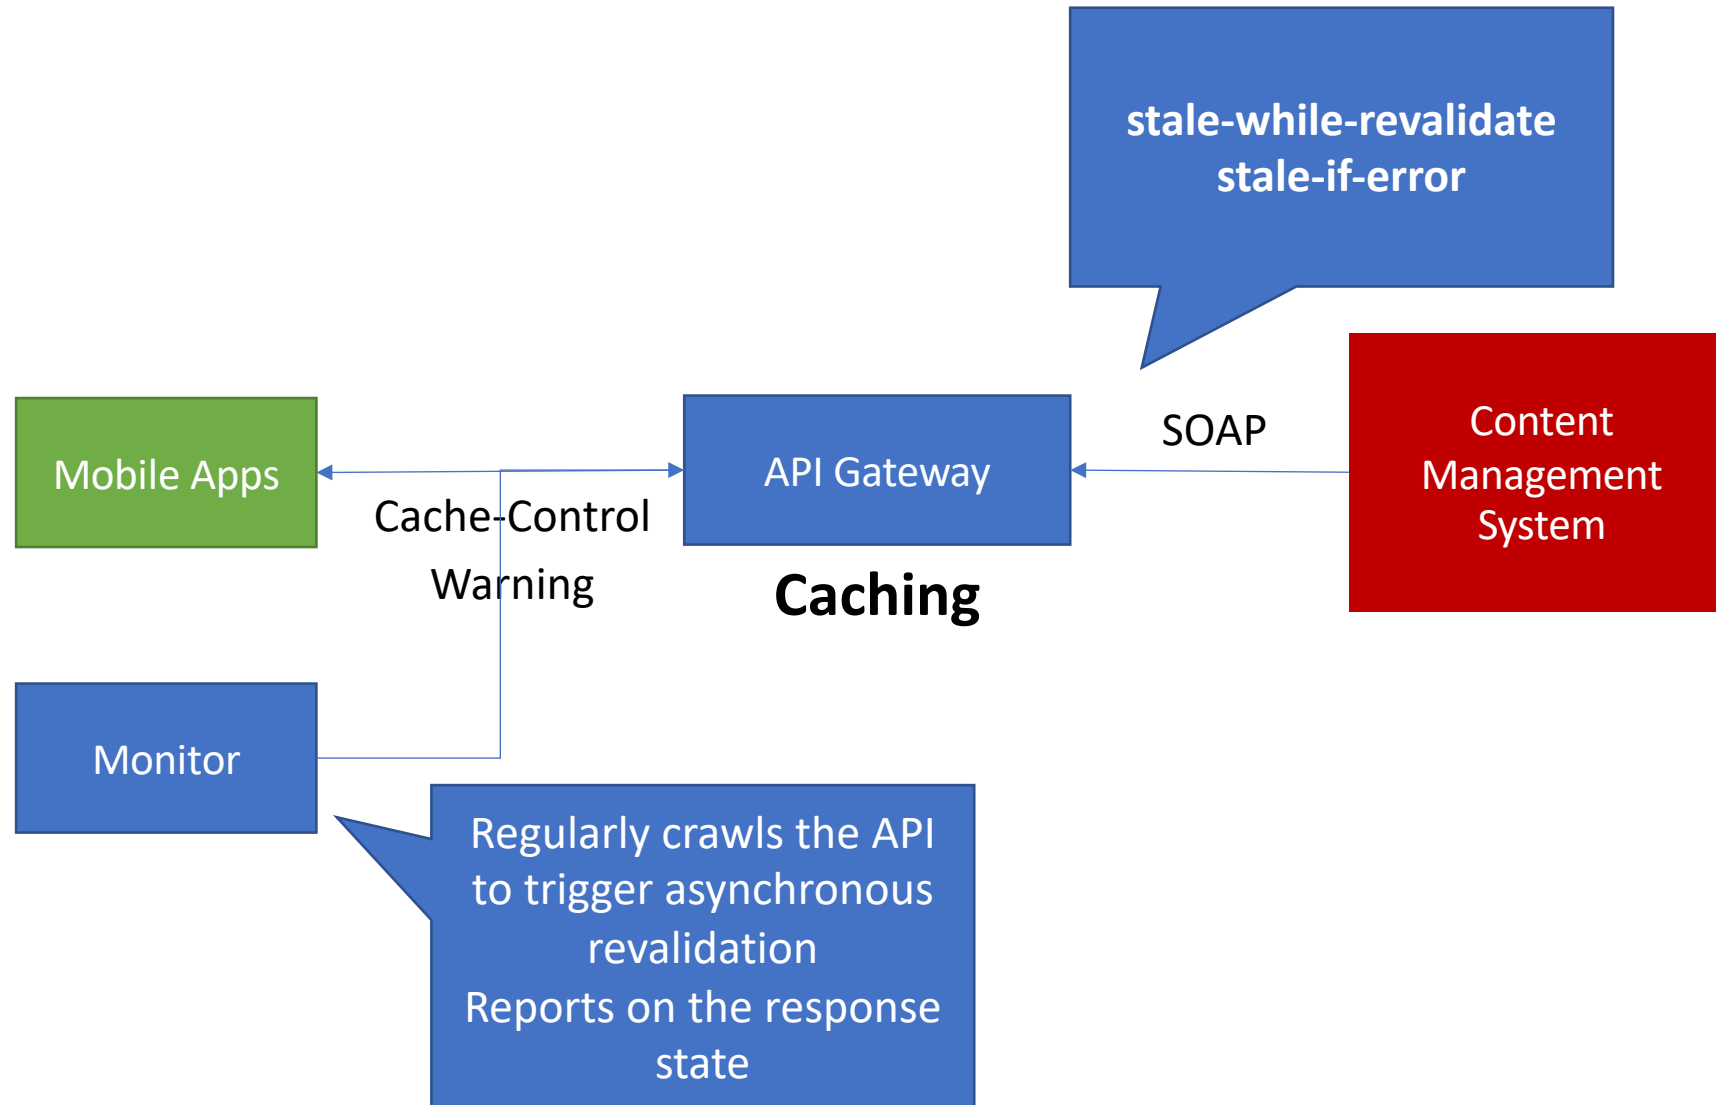 stale-while-revalidate
stale-if-error
Mobile Apps
API Gateway
SOAP
Content
Management
System
Cache-Control
Warning
Caching
Monitor
Regularly crawls the API
to trigger asynchronous
revalidation
Reports on the response
state